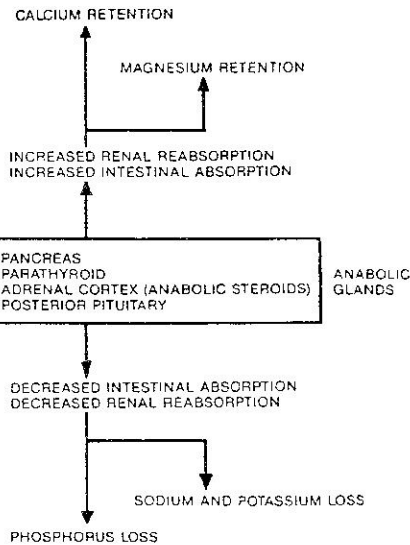 CALCIUM RETENTION
MAGNESIUM RETENTION
INCREASED RENAL REABSORPTION
INCREASED INTESTINAL ABSORPTION
PANCREAS
PARATHYROID
ADRENAL CORTEX (ANABOLIC STEROIDS)
POSTERIOR PITUITARY
ANABOLIC
GLANDS
DECREASED INTESTINAL ABSORPTION
DECREASED RENAL REABSORPTION
SODIUM AND POTASSIUM LOSS
PHOSPHORUS LOSS